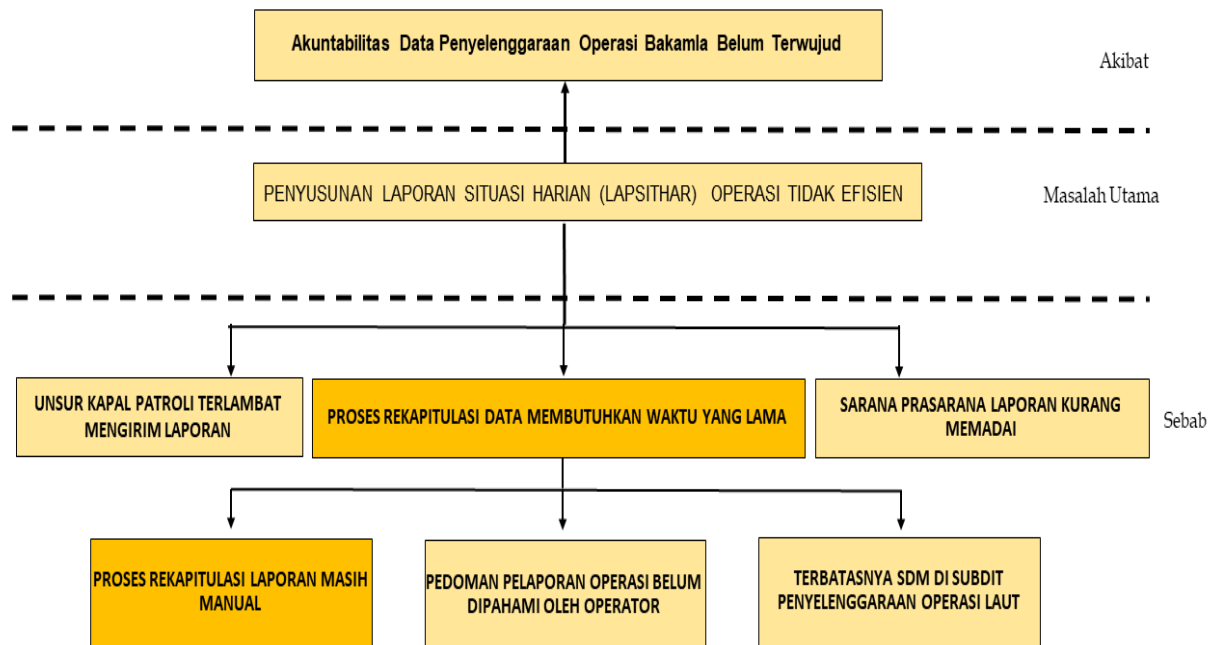 Akuntabilitas Data Penyelenggaraan Operasi Bakamla Belum Terwujud
Akibat
PENYUSUNAN LAPORAN SITUASI HARIAN (LAPSITHAR) OPERASI TIDAK EFISIEN
Masalah Utama
UNSUR KAPAL PATROLI TERLAMBAT
MENGIRIM LAPORAN
PROSES REKAPITULASI DATA MEMBUTUHKAN WAKTU YANG LAMA
SARANA PRASARANA LAPORAN KURANG
MEMADAI
Sebab
PROSES REKAPITULASI LAPORAN MASIH
MANUAL
PEDOMAN PELAPORAN OPERASI BELUM
DIPAHAMI OLEH OPERATOR
TERBATASNYA SDM DI SUBDIT
PENYELENGGARAAN OPERASI LAUT